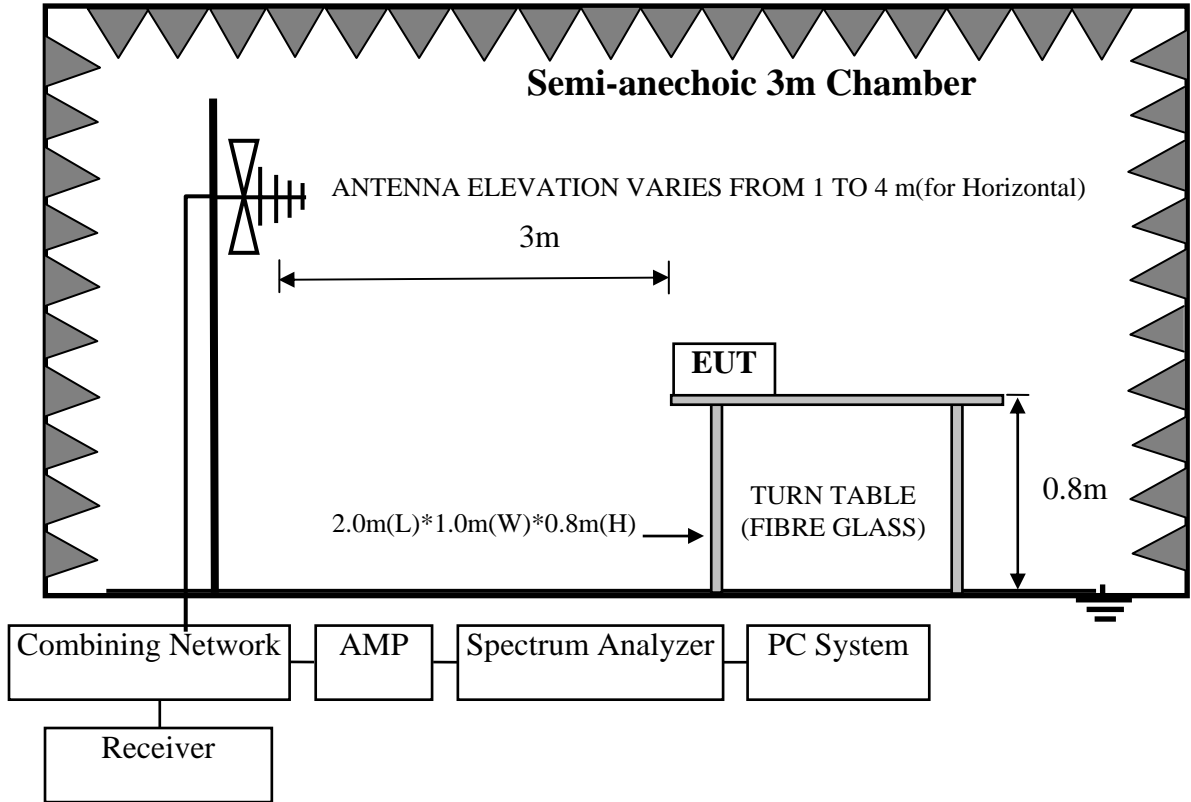 Semi-anechoic 3m Chamber
ANTENNA ELEVATION VARIES FROM 1 TO 4 m(for Horizontal)
3m
EUT
TURN TABLE
(FIBRE GLASS)
0.8m
2.0m(L)*1.0m(W)*0.8m(H)
Combining Network
AMP
Spectrum Analyzer
PC System
Receiver